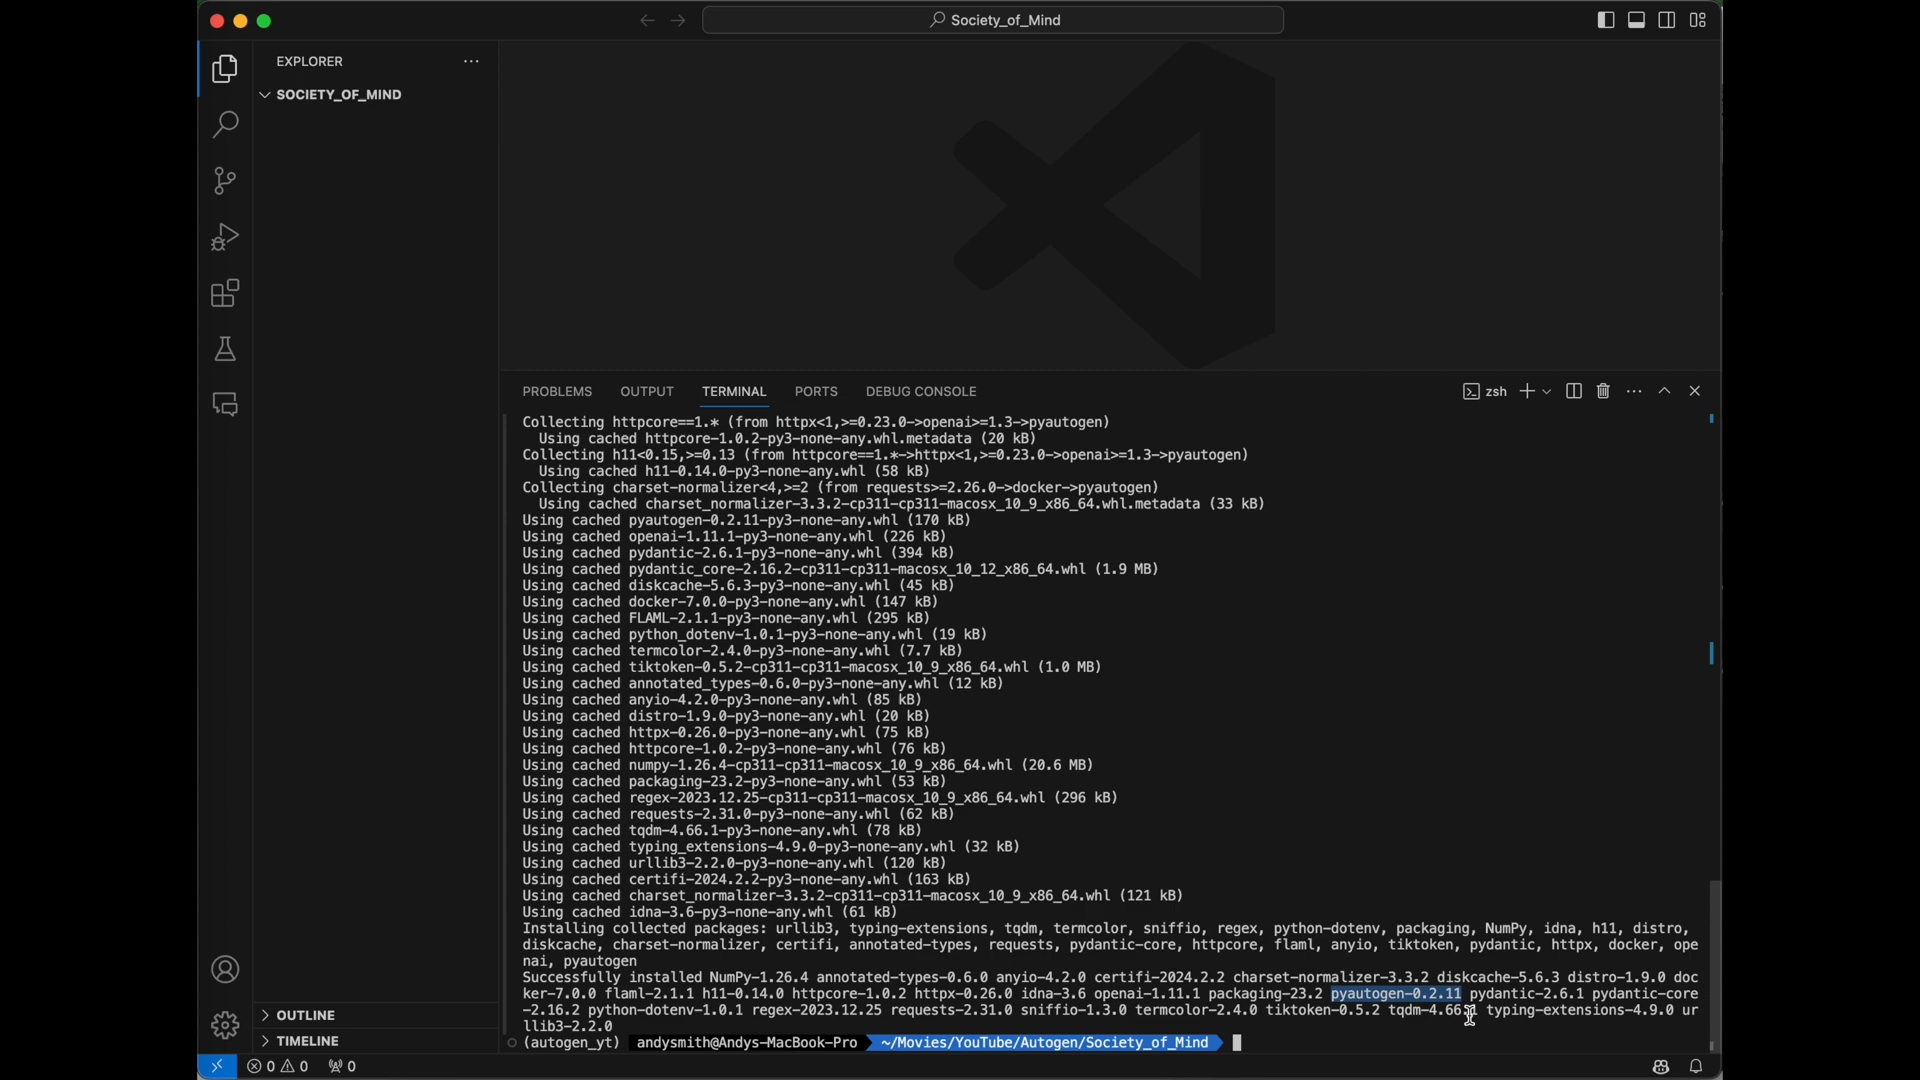 Society_of_Mind
EXPLORER
SOCIETY_OF_MIND
PROBLEMS OUTPUT TERMINAL PORTS DEBUG CONSOLE zsh
Collecting httpcore==1.* (from httpx<1,>=0.23.0->openai>=1.3->pyautogen)
Using cached httpcore-1.0.2-py3-none-any.whl.metadata (20 kB)
Collecting h11<0.15,>=0.13 (from httpcore==1.*->httpx<1,>=0.23.0->openai>=1.3->pyautogen)
Using cached h11-0.14.0-py3-none-any.whl (58 kB)
Collecting charset-normalizer<4,>=2 (from requests>=2.26.0->docker->pyautogen)
Using cached charset_normalizer-3.3.2-cp311-cp311-macosx_10_9_x86_64.whl.metadata (33 kB)
Using cached pyautogen-0.2.11-py3-none-any.whl (170 kB)
Using cached openai-1.11.1-py3-none-any.whl (226 kB)
Using cached pydantic-2.6.1-py3-none-any.whl (394 kB)
Using cached pydantic_core-2.16.2-cp311-cp311-macosx_10_12_x86_64.whl (1.9 MB)
Using cached diskcache-5.6.3-py3-none-any.whl (45 kB)
Using cached docker-7.0.0-py3-none-any.whl (147 kB)
Using cached FLAML-2.1.1-py3-none-any.whl (295 kB)
Using cached python_dotenv-1.0.1-py3-none-any.whl (19 kB)
Using cached termcolor-2.4.0-py3-none-any.whl (7.7 kB)
Using cached tiktoken-0.5.2-cp311-cp311-macosx_10_9_x86_64.whl (1.0 MB)
Using cached annotated_types-0.6.0-py3-none-any.whl (12 kB)
Using cached anyio-4.2.0-py3-none-any.whl (85 kB)
Using cached distro-1.9.0-py3-none-any.whl (20 kB)
Using cached httpx-0.26.0-py3-none-any.whl (75 kB)
Using cached httpcore-1.0.2-py3-none-any.whl (76 kB)
Using cached numpy-1.26.4-cp311-cp311-macosx_10_9_x86_64.whl (20.6 MB)
Using cached packaging-23.2-py3-none-any.whl (53 kB)
Using cached regex-2023.12.25-cp311-cp311-macosx_10_9_x86_64.whl (296 kB)
Using cached requests-2.31.0-py3-none-any.whl (62 kB)
Using cached tqdm-4.66.1-py3-none-any.whl (78 kB)
Using cached typing_extensions-4.9.0-py3-none-any.whl (32 kB)
Using cached urllib3-2.2.0-py3-none-any.whl (120 kB)
Using cached certifi-2024.2.2-py3-none-any.whl (163 kB)
Using cached charset_normalizer-3.3.2-cp311-cp311-macosx_10_9_x86_64.whl (121 kB)
Using cached idna-3.6-py3-none-any.whl (61 kB)
Installing collected packages: urllib3, typing-extensions, tqdm, termcolor, sniffio, regex, python-dotenv, packaging, NumPy, idna, h11, distro,
diskcache, charset-normalizer, certifi, annotated-types, requests, pydantic-core, httpcore, flaml, anyio, tiktoken, pydantic, httpx, docker, ope
nai, pyautogen
Successfully installed NumPy-1.26.4 annotated-types-0.6.0 anyio-4.2.0 certifi-2024.2.2 charset-normalizer-3.3.2 diskcache-5.6.3 distro-1.9.0 doc
ker-7.0.0 flaml-2.1.1 h11-0.14.0 httpcore-1.0.2 httpx-0.26.0 idna-3.6 openai-1.11.1 packaging-23.2 pyautogen-0.2.11 pydantic-2.6.1 pydantic-core
-2.16.2 python-dotenv-1.0.1 regex-2023.12.25 requests-2.31.0 sniffio-1.3.0 termcolor-2.4.0 tiktoken-0.5.2 tqdm-4.66.1 typing-extensions-4.9.0 ur
llib3-2.2.0
(autogen_yt) andysmith@Andys-MacBook-Pro ~/Movies/YouTube/Autogen/Society_of_Mind
OUTLINE
TIMELINE
0 0 0